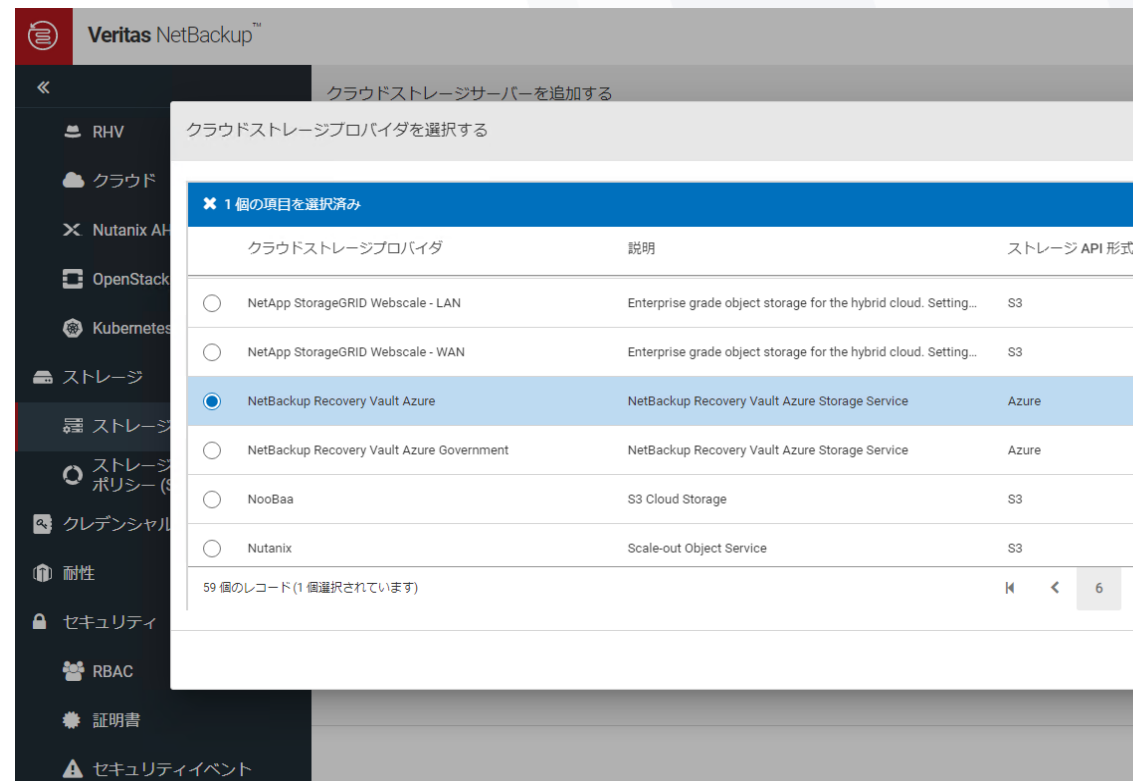 Veritas NetBackup™
クラウドストレージサーバーを追加する
RHV
クラウド
Nutanix AH
OpenStack
Kubernetes
ストレージ
ストレージ
ストレージ
ポリシー (S
クレデンシャル
耐性
セキュリティ
RBAC
証明書
セキュリティイベント
クラウドストレージプロバイダを選択する
1 個の項目を選択済み
クラウドストレージプロバイダ 説明 ストレージ API 形式
NetApp StorageGRID Webscale - LAN Enterprise grade object storage for the hybrid cloud. Setting... S3
NetApp StorageGRID Webscale - WAN Enterprise grade object storage for the hybrid cloud. Setting... S3
NetBackup Recovery Vault Azure NetBackup Recovery Vault Azure Storage Service Azure
NetBackup Recovery Vault Azure Government NetBackup Recovery Vault Azure Storage Service Azure
NooBaa S3 Cloud Storage S3
Nutanix Scale-out Object Service S3
59 個のレコード (1 個選択されています) 6